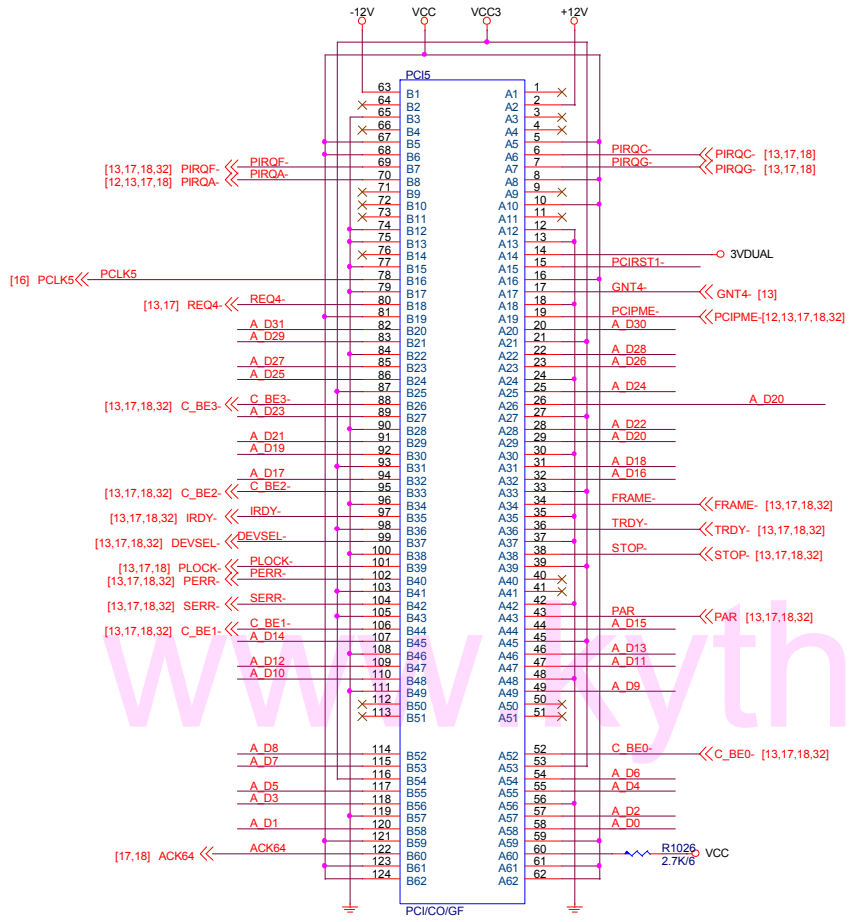 -12V VCC VCC3 +12V
PCI5
63 B1 A1 1
64 B2 A2 2
65 B3 A3 3
66 B4 A4 4
67 B5 A5 5
68 B6 A6 6 PIRQC- PIRQC- [13,17,18]
[13,17,18,32] PIRQF- PIRQF- 69 B7 A7 7 PIRQG- PIRQG- [13,17,18]
[12,13,17,18] PIRQA- PIRQA- 70 B8 A8 8
71 B9 A9 9
72 B10 A10 10
73 B11 A11 11
74 B12 A12 12
75 B13 A13 13
76 B14 A14 14 3VDUAL
77 B15 A15 15 PCIRST1-
[16] PCLK5 PCLK5 78 B16 A16 16
79 B17 A17 17 GNT4- GNT4- [13]
[13,17] REQ4- REQ4- 80 B18 A18 18
81 B19 A19 19 PCIPME- PCIPME-[12,13,17,18,32]
A_D31 82 B20 A20 20 A_D30
A_D29 83 B21 A21 21
84 B22 A22 22 A_D28
A_D27 85 B23 A23 23 A_D26
A_D25 86 B24 A24 24
87 B25 A25 25 A_D24
[13,17,18,32] C_BE3- C_BE3- 88 B26 A26 26 A_D20
A_D23 89 B27 A27 27
90 B28 A28 28 A_D22
A_D21 91 B29 A29 29 A_D20
A_D19 92 B30 A30 30
93 B31 A31 31 A_D18
A_D17 94 B32 A32 32 A_D16
[13,17,18,32] C_BE2- C_BE2- 95 B33 A33 33
96 B34 A34 34 FRAME- FRAME- [13,17,18,32]
[13,17,18,32] IRDY- IRDY- 97 B35 A35 35
98 B36 A36 36 TRDY- TRDY- [13,17,18,32]
[13,17,18,32] DEVSEL- DEVSEL- 99 B37 A37 37
100 B38 A38 38 STOP- STOP- [13,17,18,32]
[13,17,18] PLOCK- PLOCK- 101 B39 A39 39
[13,17,18,32] PERR- PERR- 102 B40 A40 40
103 B41 A41 41
[13,17,18,32] SERR- SERR- 104 B42 A42 42
105 B43 A43 43 PAR PAR [13,17,18,32]
[13,17,18,32] C_BE1- C_BE1- 106 B44 A44 44 A_D15
A_D14 107 B45 A45 45
108 B46 A46 46 A_D13
A_D12 109 B47 A47 47 A_D11
A_D10 110 B48 A48 48
111 B49 A49 49 A_D9
112 B50 A50 50
113 B51 A51 51
www.kyth
A_D8 114 B52 A52 52 C_BE0- C_BE0- [13,17,18,32]
A_D7 115 B53 A53 53
116 B54 A54 54 A_D6
A_D5 117 B55 A55 55 A_D4
A_D3 118 B56 A56 56
119 B57 A57 57 A_D2
A_D1 120 B58 A58 58 A_D0
121 B59 A59 59
[17,18] ACK64 ACK64 122 B60 A60 60 R1026 VCC
123 B61 A61 61 2.7K/6
124 B62 A62 62
PCI/CO/GF